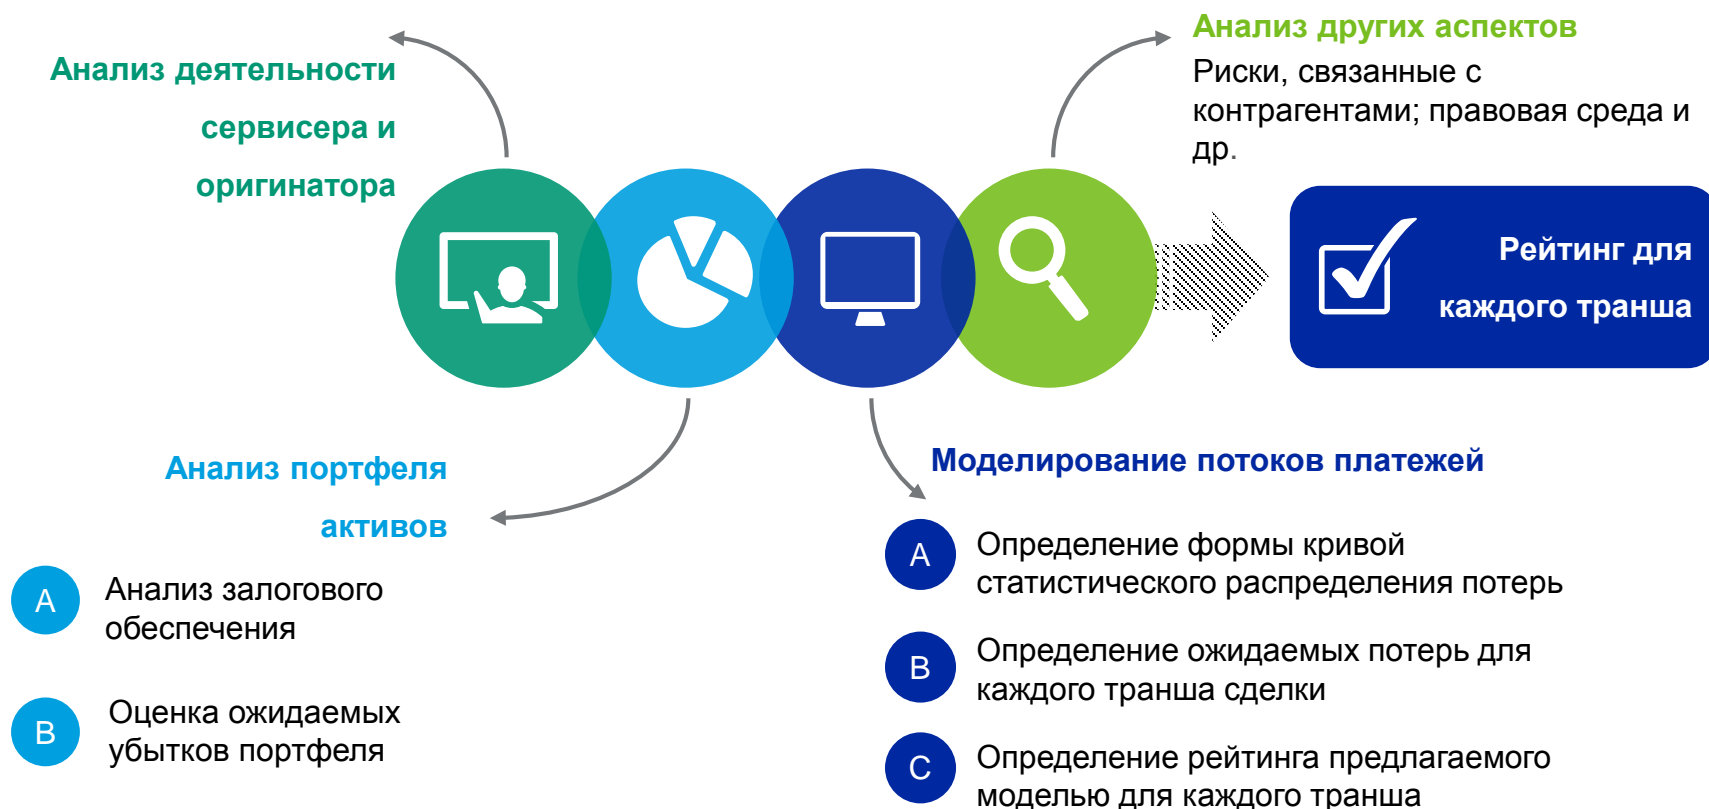 Анализ деятельности
сервисера и
оригинатора
Анализ других аспектов
Риски, связанные с
контрагентами; правовая среда и
др.
Рейтинг для
каждого транша
Анализ портфеля
активов
A
Анализ залогового
обеспечения
B
Оценка ожидаемых
убытков портфеля
Моделирование потоков платежей
A
Определение формы кривой
статистического распределения потерь
B
Определение ожидаемых потерь для
каждого транша сделки
C
Определение рейтинга предлагаемого
моделью для каждого транша